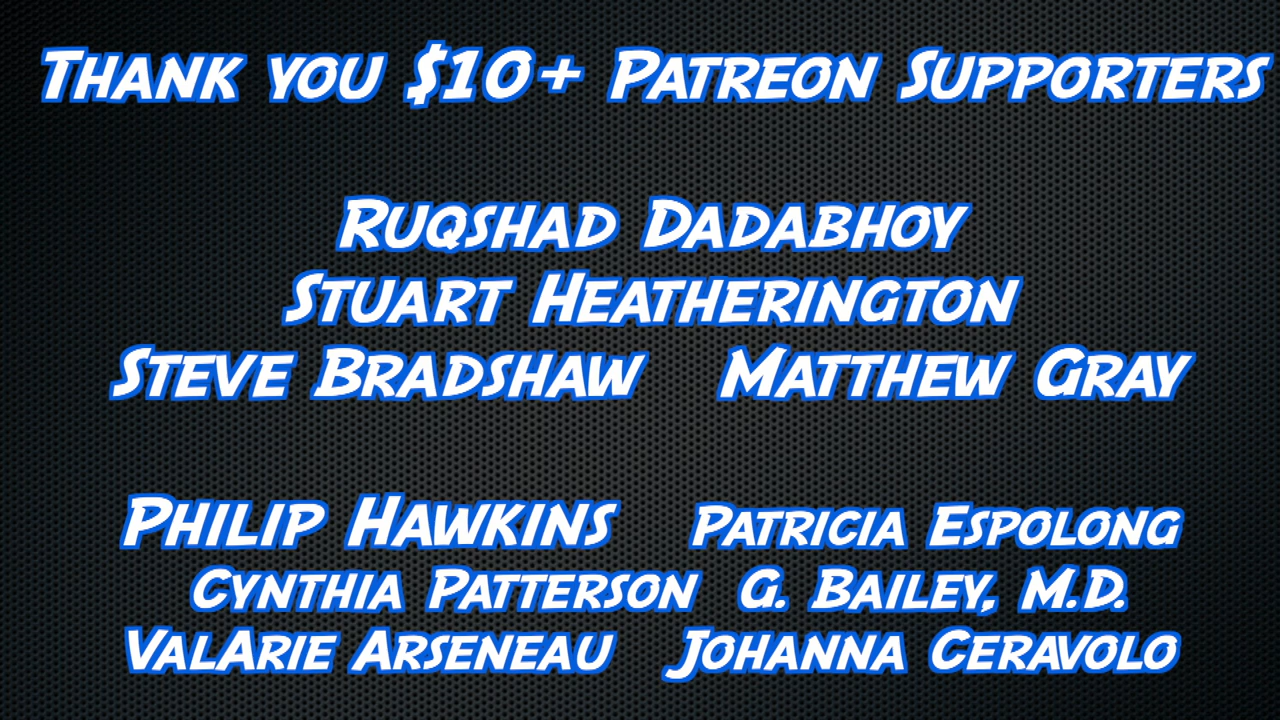 Thank you $10+ Patreon Supporters
Ruqshad Dadabhoy
Stuart Heatherington
Steve Bradshaw Matthew Gray
Philip Hawkins Patricia Espolong
Cynthia Patterson G. Bailey, M.D.
ValArie Arseneau Johanna Ceravolo